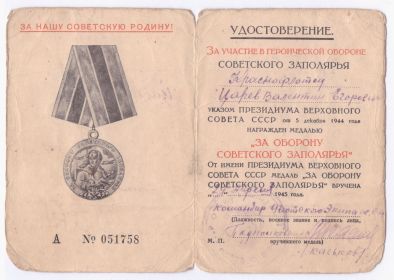 ЗА НАШУ СОВЕТСКУЮ РОДИНУ!
А № 051758
УДОСТОВЕРЕНИЕ.
ЗА УЧАСТИЕ В ГЕРОИЧЕСКОЙ ОБОРОНЕ
СОВЕТСКОГО ЗАПОЛЯРЬЯ
Краснофлотец
Царев Валентин Егорович
УКАЗОМ ПРЕЗИДИУМА ВЕРХОВНОГО
СОВЕТА СССР от 5 декабря 1944 года
НАГРАЖДЕН МЕДАЛЬЮ
„ЗА ОБОРОНУ
СОВЕТСКОГО ЗАПОЛЯРЬЯ"
От имени ПРЕЗИДИУМА ВЕРХОВНОГО
СОВЕТА СССР МЕДАЛЬ „ЗА ОБОРОНУ
СОВЕТСКОГО ЗАПОЛЯРЬЯ" ВРУЧЕНА
1945 года.
Командир
(Должность, воинское звание и подпись лица,
М. П. вручившего медаль)